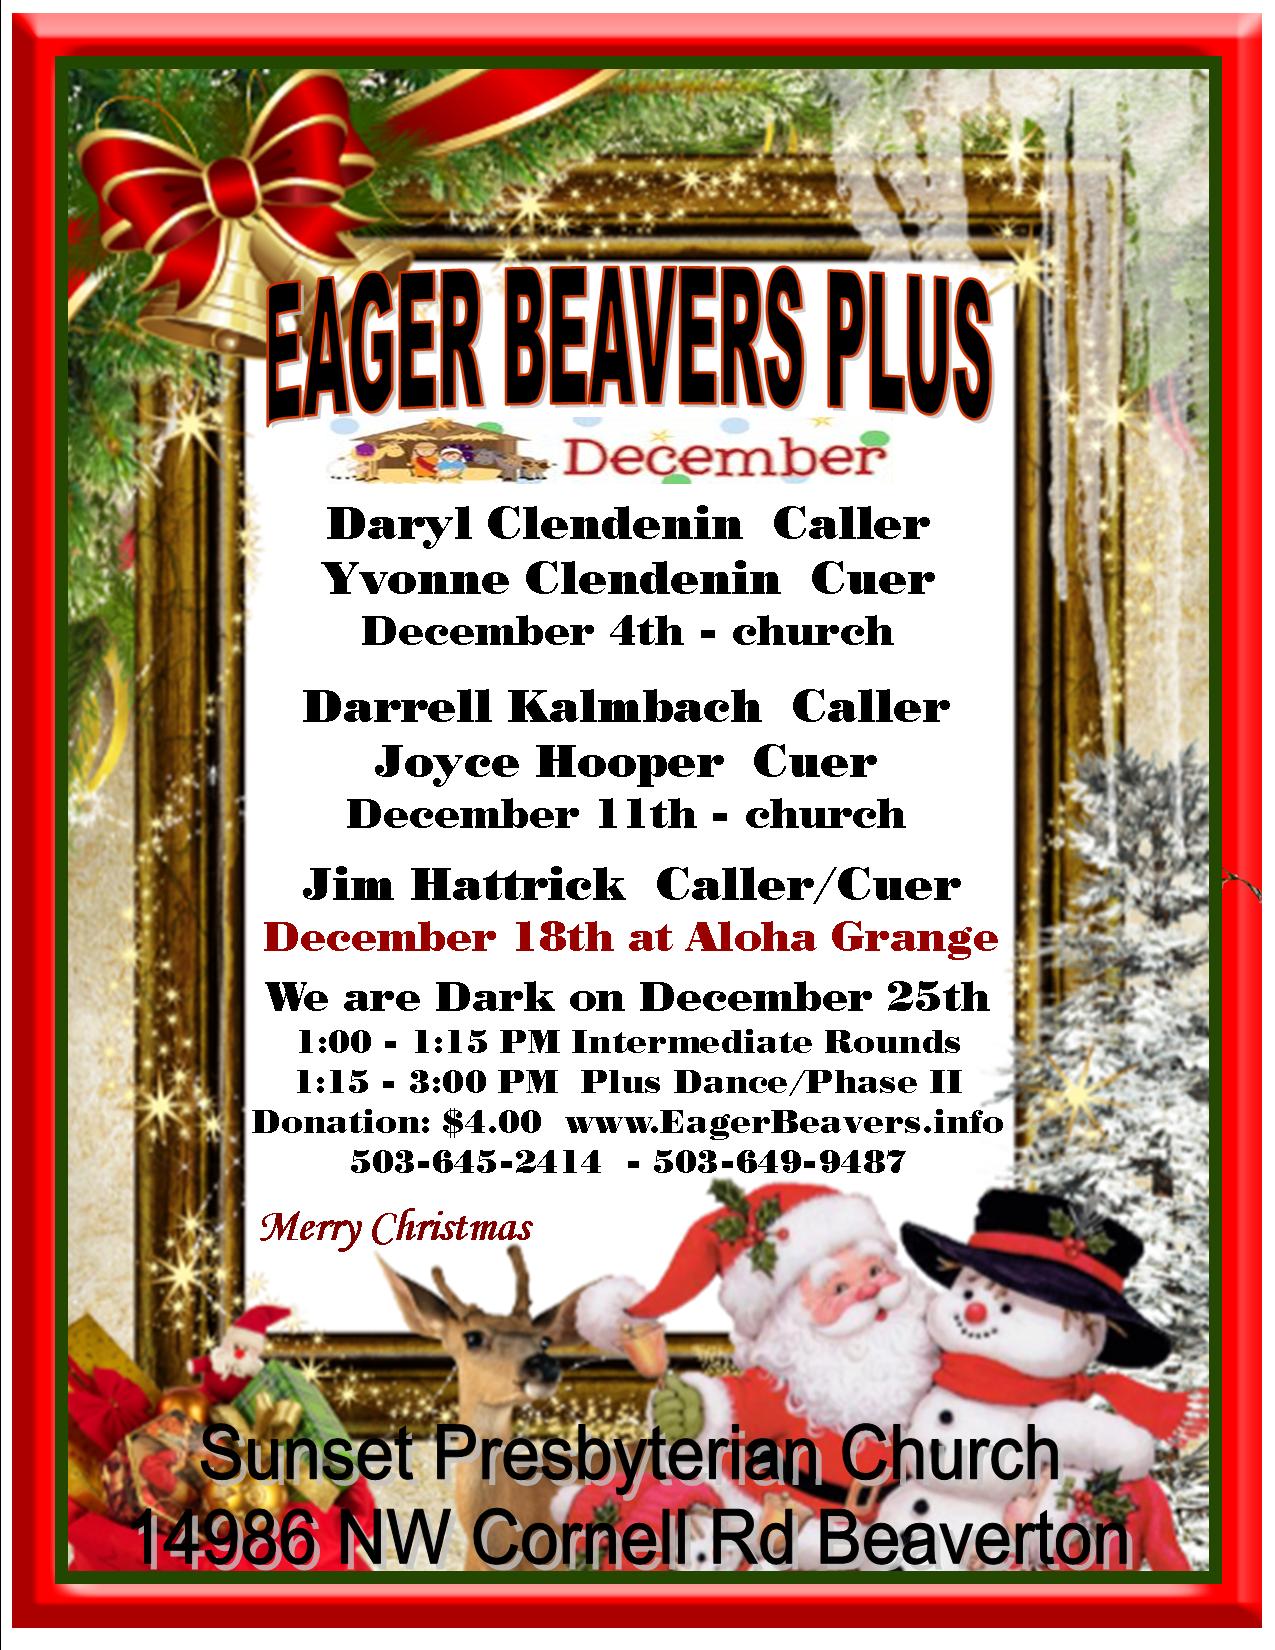 EAGER BEAVERS PLUS
December
Daryl Clendenin Caller
Yvonne Clendenin Cuer
December 4th - church
Darrell Kalmbach Caller
Joyce Hooper Cuer
December 11th - church
Jim Hattrick Caller/Cuer
December 18th at Aloha Grange
We are Dark on December 25th
1:00 - 1:15 PM Intermediate Rounds
1:15 - 3:00 PM Plus Dance/Phase II
Donation: $4.00 www.EagerBeavers.info
503-645-2414 - 503-649-9487
Merry Christmas
Sunset Presbyterian Church
14986 NW Cornell Rd Beaverton